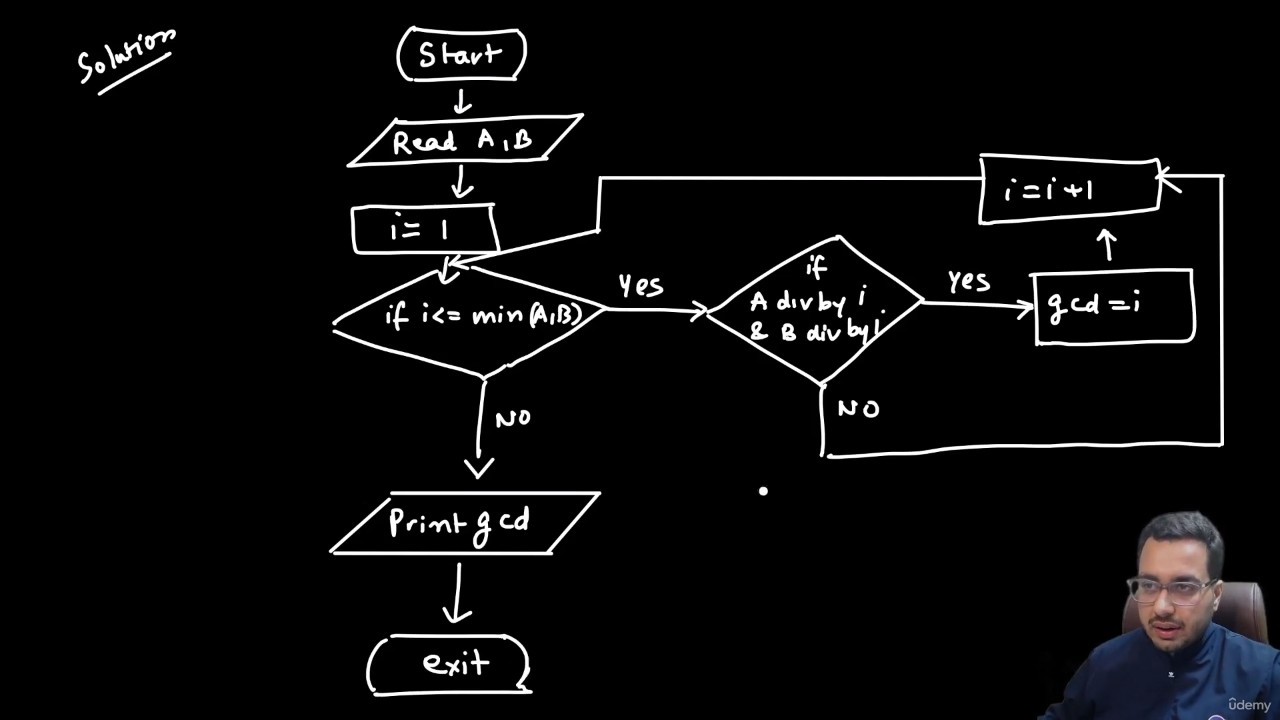 Solution
Start
Read A, B
i = 1
if i <= min(A,B)
Yes
if
A div by i
& B div by i
Yes
gcd = i
i = i + 1
NO
NO
Print gcd
exit
ûdemy